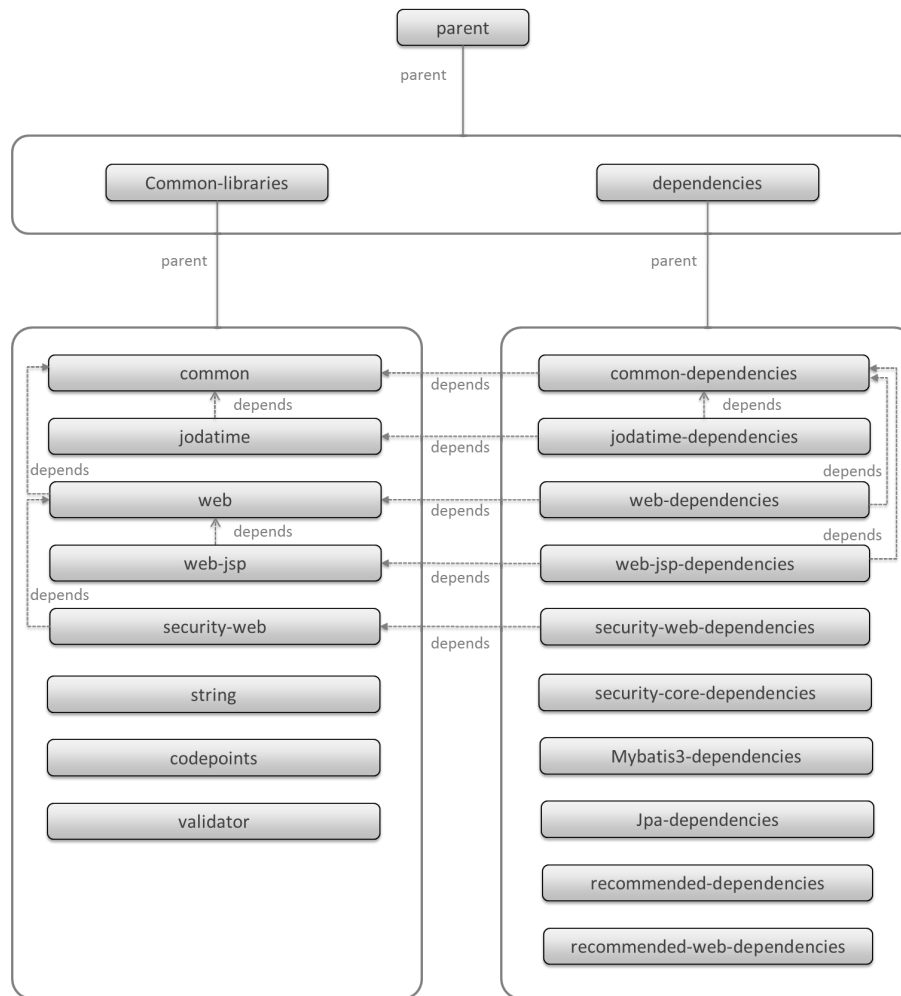 parent
parent
Common-libraries
dependencies
parent
parent
common
depends
common-dependencies
depends
depends
jodatime
depends
jodatime-dependencies
depends
depends
web
depends
web-dependencies
depends
depends
web-jsp
depends
web-jsp-dependencies
depends
security-web
depends
security-web-dependencies
string
security-core-dependencies
codepoints
Mybatis3-dependencies
validator
Jpa-dependencies
recommended-dependencies
recommended-web-dependencies